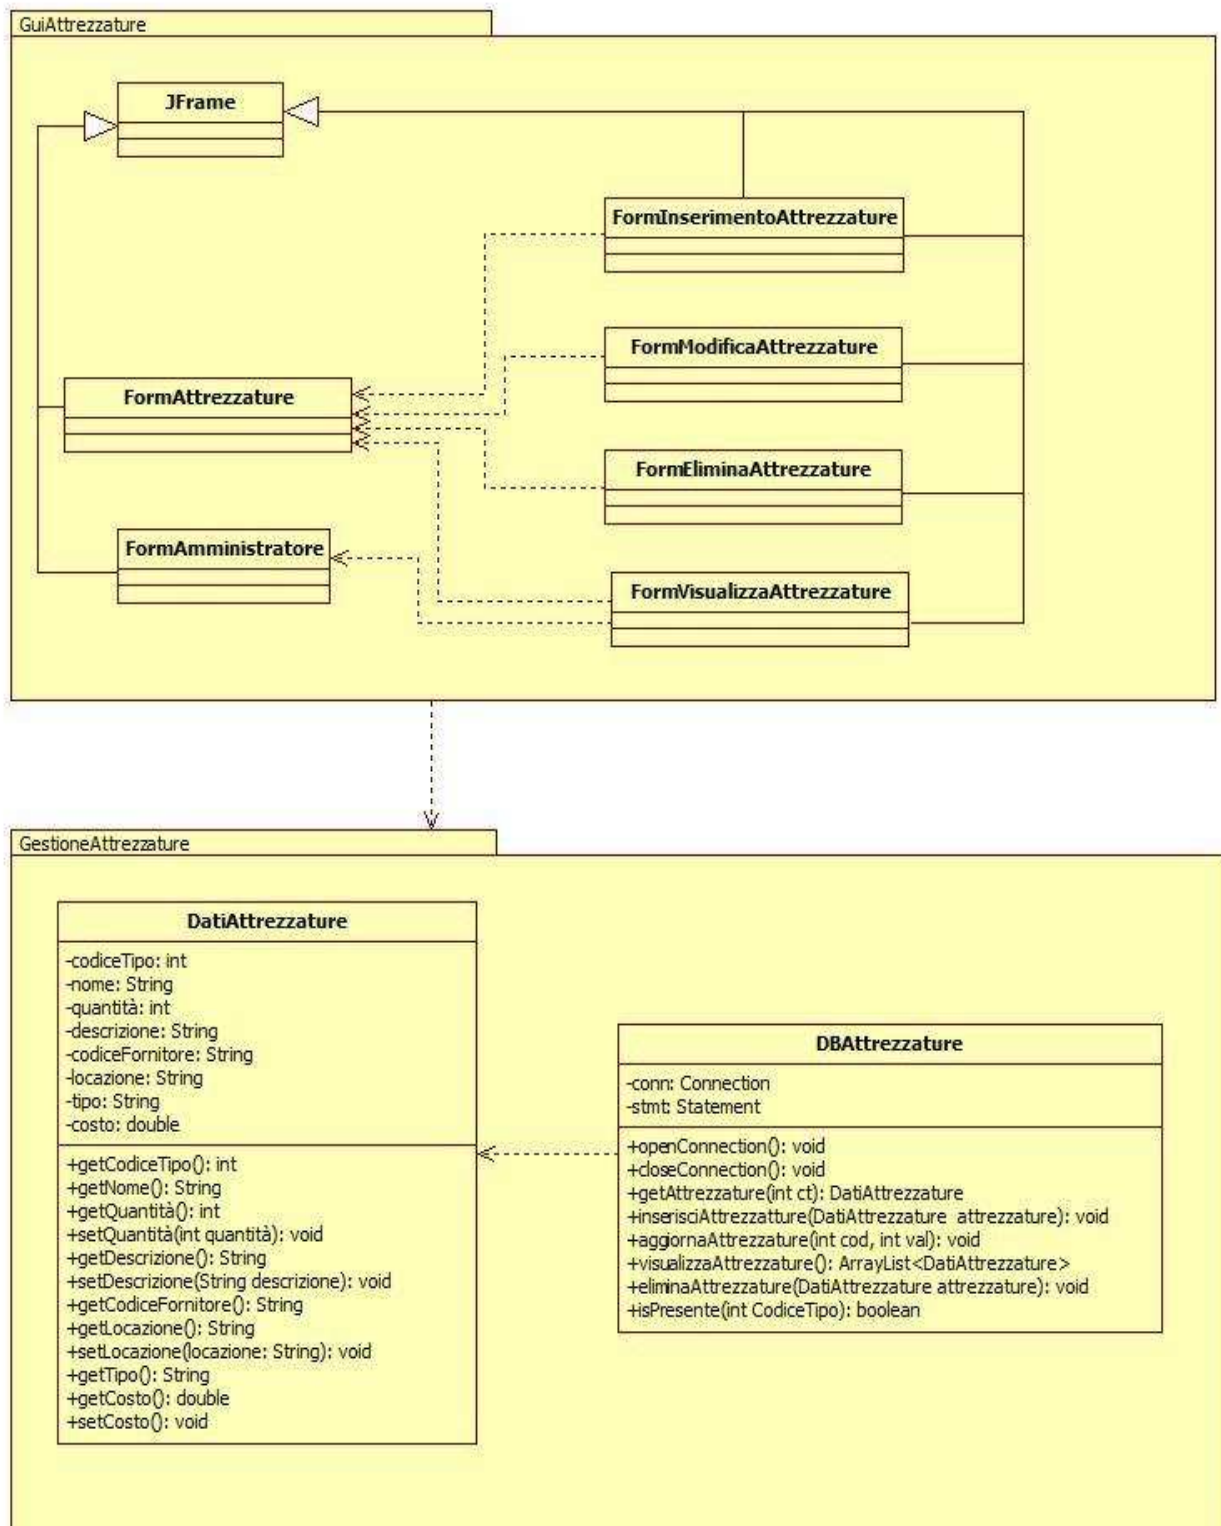 GuiAttrezzature
JFrame
FormInserimentoAttrezzature
FormModificaAttrezzature
FormAttrezzature
FormEliminaAttrezzature
FormAmministratore
FormVisualizzaAttrezzature
GestioneAttrezzature
DatiAttrezzature
-codiceTipo: int
-nome: String
-quantità: int
-descrizione: String
-codiceFornitore: String
-locazione: String
-tipo: String
-costo: double
+getCodiceTipo(): int
+getNome(): String
+getQuantità(): int
+setQuantità(int quantità): void
+getDescrizione(): String
+setDescrizione(String descrizione): void
+getCodiceFornitore(): String
+getLocazione(): String
+setLocazione(locazione: String): void
+getTipo(): String
+getCosto(): double
+setCosto(): void
DBAttrezzature
-conn: Connection
-stmt: Statement
+openConnection(): void
+closeConnection(): void
+getAttrezzature(int ct): DatiAttrezzature
+inserisciAttrezzatture(DatiAttrezzature attrezzature): void
+aggiornaAttrezzature(int cod, int val): void
+visualizzaAttrezzature(): ArrayList<DatiAttrezzature>
+eliminaAttrezzature(DatiAttrezzature attrezzature): void
+isPresente(int CodiceTipo): boolean